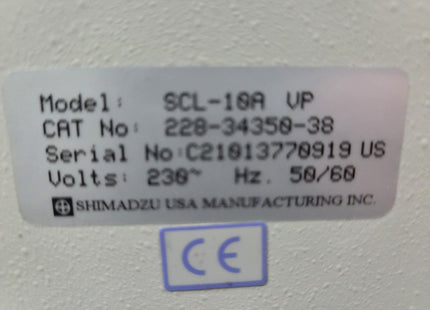 Model: SCL-10A VP
CAT No: 228-34350-38
Serial No:C21013770919 US
Volts: 230~ Hz. 50/60
SHIMADZU USA MANUFACTURING INC.
CE